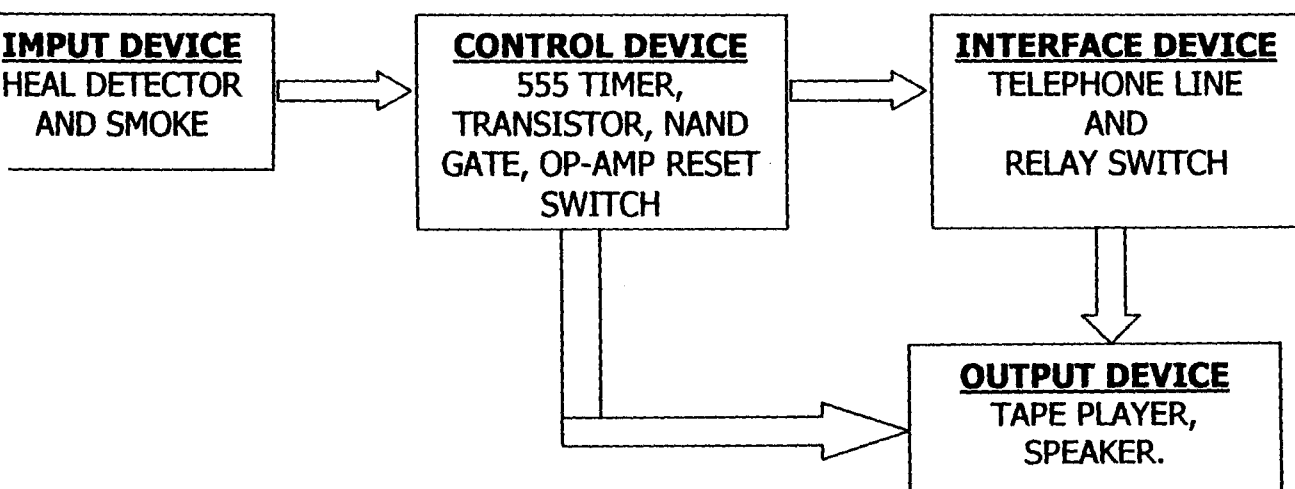 IMPUT DEVICE
HEAL DETECTOR
AND SMOKE
CONTROL DEVICE
555 TIMER,
TRANSISTOR, NAND
GATE, OP-AMP RESET
SWITCH
INTERFACE DEVICE
TELEPHONE LINE
AND
RELAY SWITCH
OUTPUT DEVICE
TAPE PLAYER,
SPEAKER.